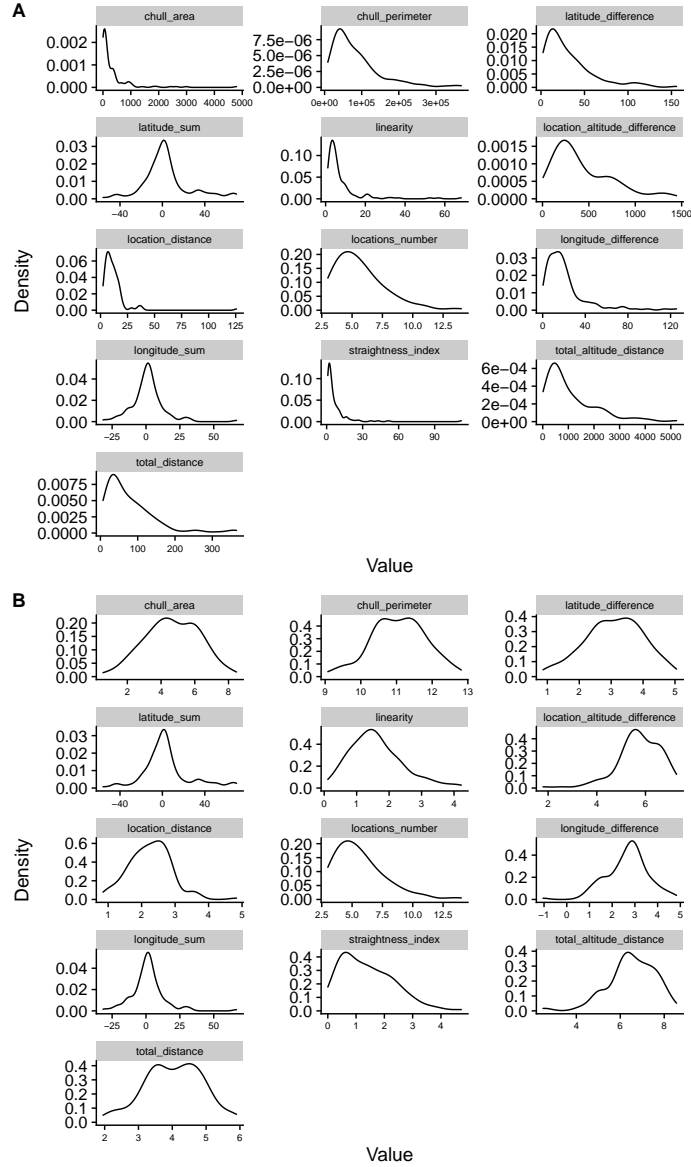 A
chull_area
chull_perimeter
latitude_difference
0.002
0.001
0.000
0 1000 2000 3000 4000 5000
7.5e−06
5.0e−06
2.5e−06
0.0e+00
0e+00 1e+05 2e+05 3e+05
0.020
0.015
0.010
0.005
0.000
0 50 100 150
latitude_sum
linearity
location_altitude_difference
0.03
0.02
0.01
0.00
−40 0 40
0.10
0.05
0.00
0 20 40 60
0.0015
0.0010
0.0005
0.0000
0 500 1000 1500
location_distance
locations_number
longitude_difference
0.06
0.04
0.02
0.00
0 25 50 75 100 125
0.20
0.15
0.10
0.05
0.00
2.5 5.0 7.5 10.0 12.5
0.03
0.02
0.01
0.00
0 40 80 120
Density
longitude_sum
straightness_index
total_altitude_distance
0.04
0.02
0.00
−25 0 25 50
0.10
0.05
0.00
0 30 60 90
6e−04
4e−04
2e−04
0e+00
0 1000 2000 3000 4000 5000
total_distance
0.0075
0.0050
0.0025
0.0000
0 100 200 300
Value
B
chull_area
chull_perimeter
latitude_difference
0.20
0.15
0.10
0.05
0.00
2 4 6 8
0.4
0.3
0.2
0.1
0.0
9 10 11 12 13
0.4
0.3
0.2
0.1
0.0
1 2 3 4 5
latitude_sum
linearity
location_altitude_difference
0.03
0.02
0.01
0.00
−40 0 40
0.4
0.2
0 1 2 3 4
0.4
0.3
0.2
0.1
0.0
2 4 6
location_distance
locations_number
longitude_difference
0.6
0.4
0.2
0.0
1 2 3 4 5
0.20
0.15
0.10
0.05
0.00
2.5 5.0 7.5 10.0 12.5
0.4
0.2
0.0
−1 0 1 2 3 4 5
Density
longitude_sum
straightness_index
total_altitude_distance
0.04
0.02
0.00
−25 0 25 50
0.4
0.3
0.2
0.1
0.0
0 1 2 3 4
0.4
0.3
0.2
0.1
0.0
4 6 8
total_distance
0.4
0.3
0.2
0.1
0.0
2 3 4 5 6
Value